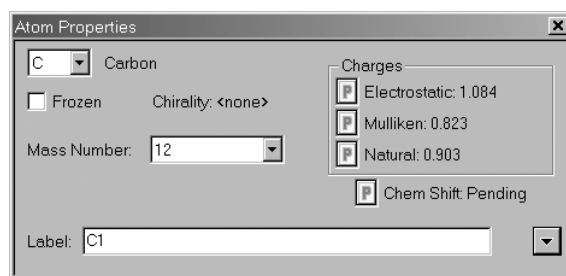 Atom Properties
C Carbon
Frozen Chirality: <none>
Mass Number: 12
Charges
P Electrostatic: 1.084
P Mulliken: 0.823
P Natural: 0.903
P Chem Shift: Pending
Label: C1